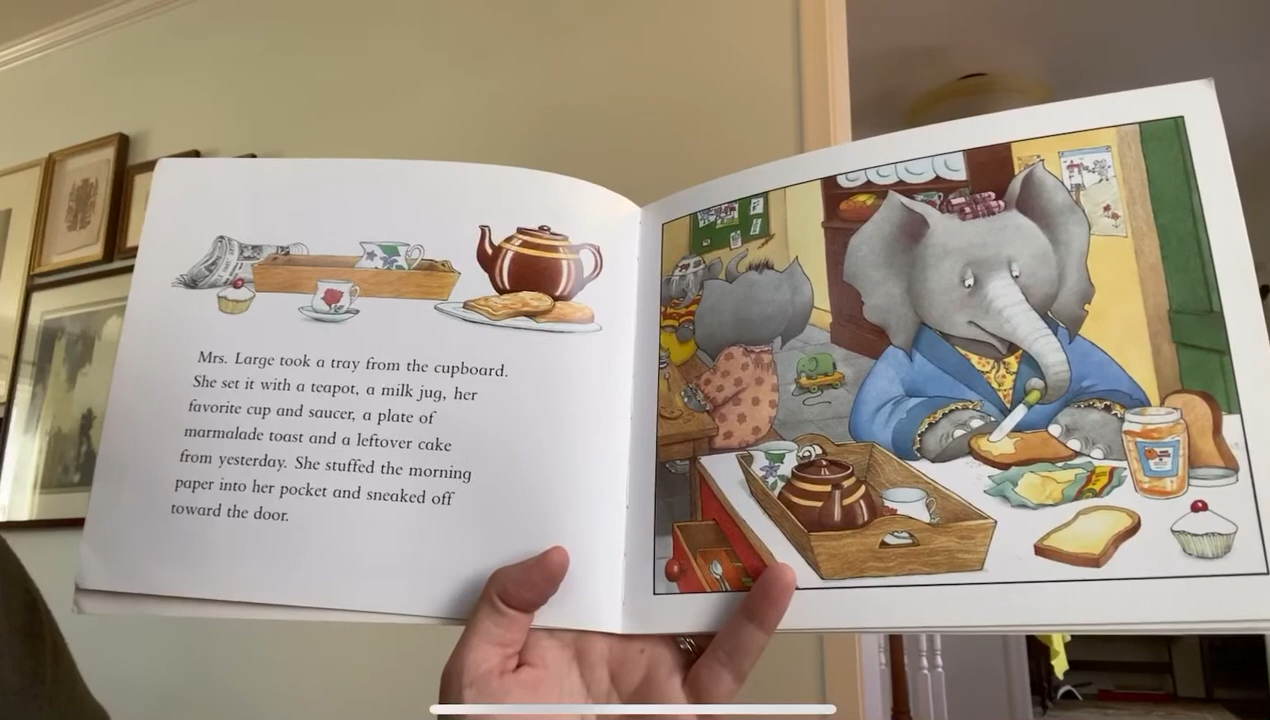 Mrs. Large took a tray from the cupboard.
She set it with a teapot, a milk jug, her
favorite cup and saucer, a plate of
marmalade toast and a leftover cake
from yesterday. She stuffed the morning
paper into her pocket and sneaked off
toward the door.